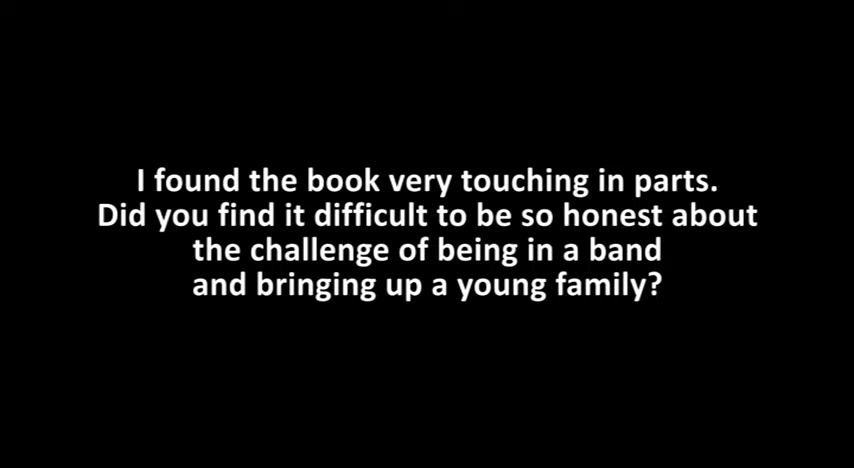 I found the book very touching in parts.
Did you find it difficult to be so honest about
the challenge of being in a band
and bringing up a young family?